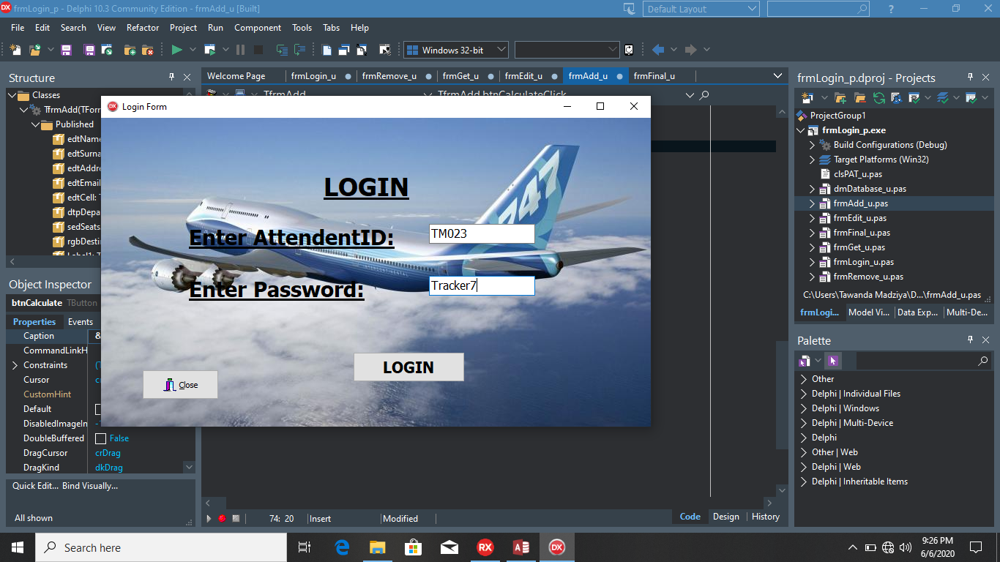 frmLogin_p - Delphi 10.3 Community Edition - frmAdd_u [Built]
Default Layout
File Edit Search View Refactor Project Run Component Tools Tabs Help
Windows 32-bit
Structure
Classes
TfrmAdd(TForm
Published
edtName
edtSurna
edtAddre
edtEmail
edtCell: T
dtpDepa
sedSeats
rgbDesti
Label1: T
Object Inspector
btnCalculate TButton
Properties Events
Caption &
CommandLinkH
Constraints (T
Cursor cr
CustomHint
Default
DisabledImageIn
DoubleBuffered False
DragCursor crDrag
DragKind dkDrag
Quick Edit... Bind Visually...
All shown
Welcome Page frmLogin_u frmRemove_u frmGet_u frmEdit_u frmAdd_u frmFinal_u
TfrmAdd TfrmAdd.btnCalculateClick
Login Form
LOGIN
747
Enter AttendentID: TM023
Enter Password: Tracker7
LOGIN
Close
74: 20 Insert Modified
Code Design History
frmLogin_p.dproj - Projects
ProjectGroup1
frmLogin_p.exe
Build Configurations (Debug)
Target Platforms (Win32)
clsPAT_u.pas
dmDatabase_u.pas
frmAdd_u.pas
frmEdit_u.pas
frmFinal_u.pas
frmGet_u.pas
frmLogin_u.pas
frmRemove_u.pas
C:\Users\Tawanda Madziya\D...\frmAdd_u.pas
frmLogi... Model Vi... Data Exp... Multi-De...
Palette
Other
Delphi | Individual Files
Delphi | Windows
Delphi | Multi-Device
Delphi
Other | Web
Delphi | Web
Delphi | Inheritable Items
Search here
9:26 PM
6/6/2020